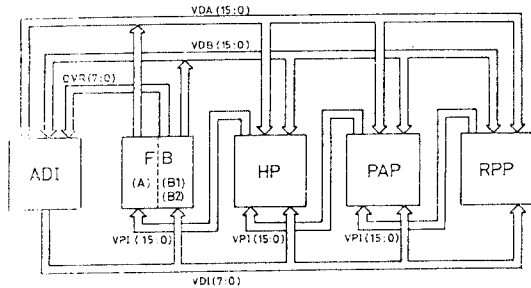 VDA (15:0)
VDB (15:0)
OVR (7:0)
ADI
F B
(A) (B1)
(B2)
HP
PAP
RPP
VPI (15:0)
VPI (15:0)
VPI (15:0)
VDI (7:0)